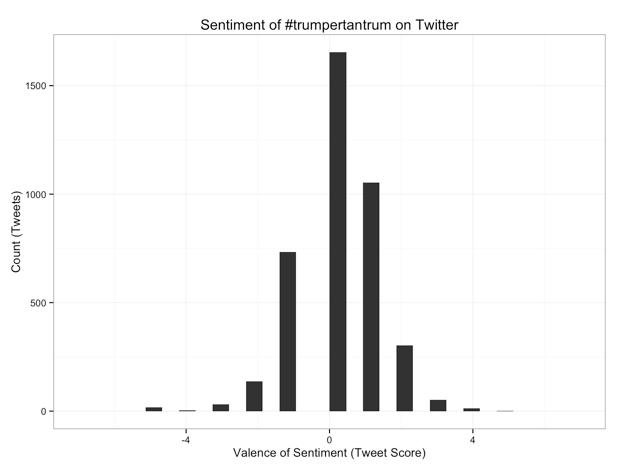 Sentiment of #trumpertantrum on Twitter
Count (Tweets)
1500
1000
500
0
-4
0
4
Valence of Sentiment (Tweet Score)